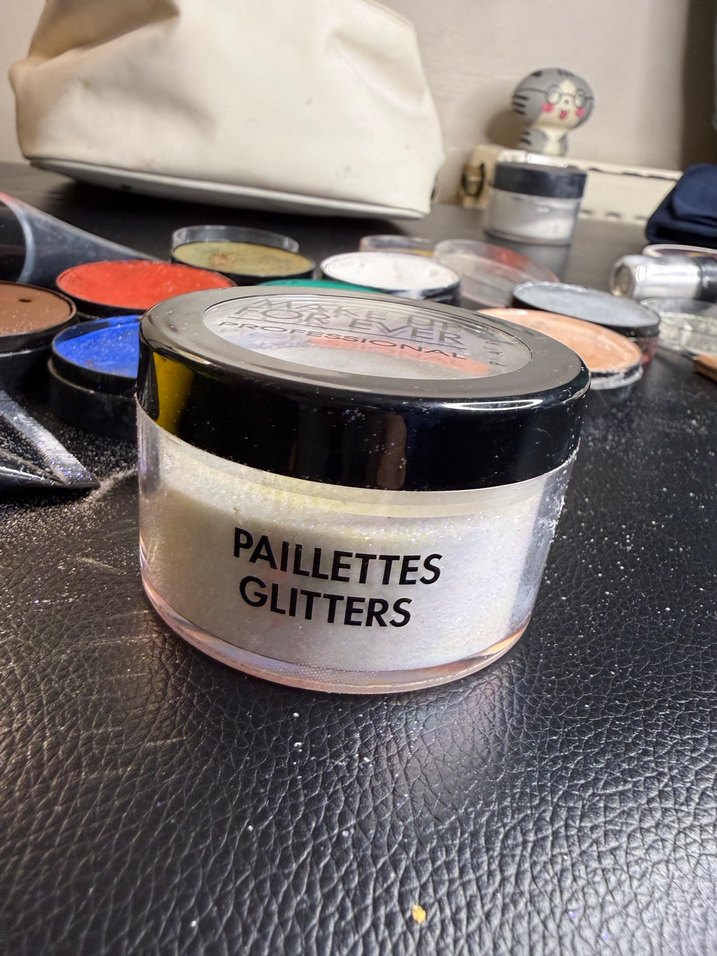 MAKE UP
FOR EVER
PROFESSIONAL
PAILLETTES
GLITTERS